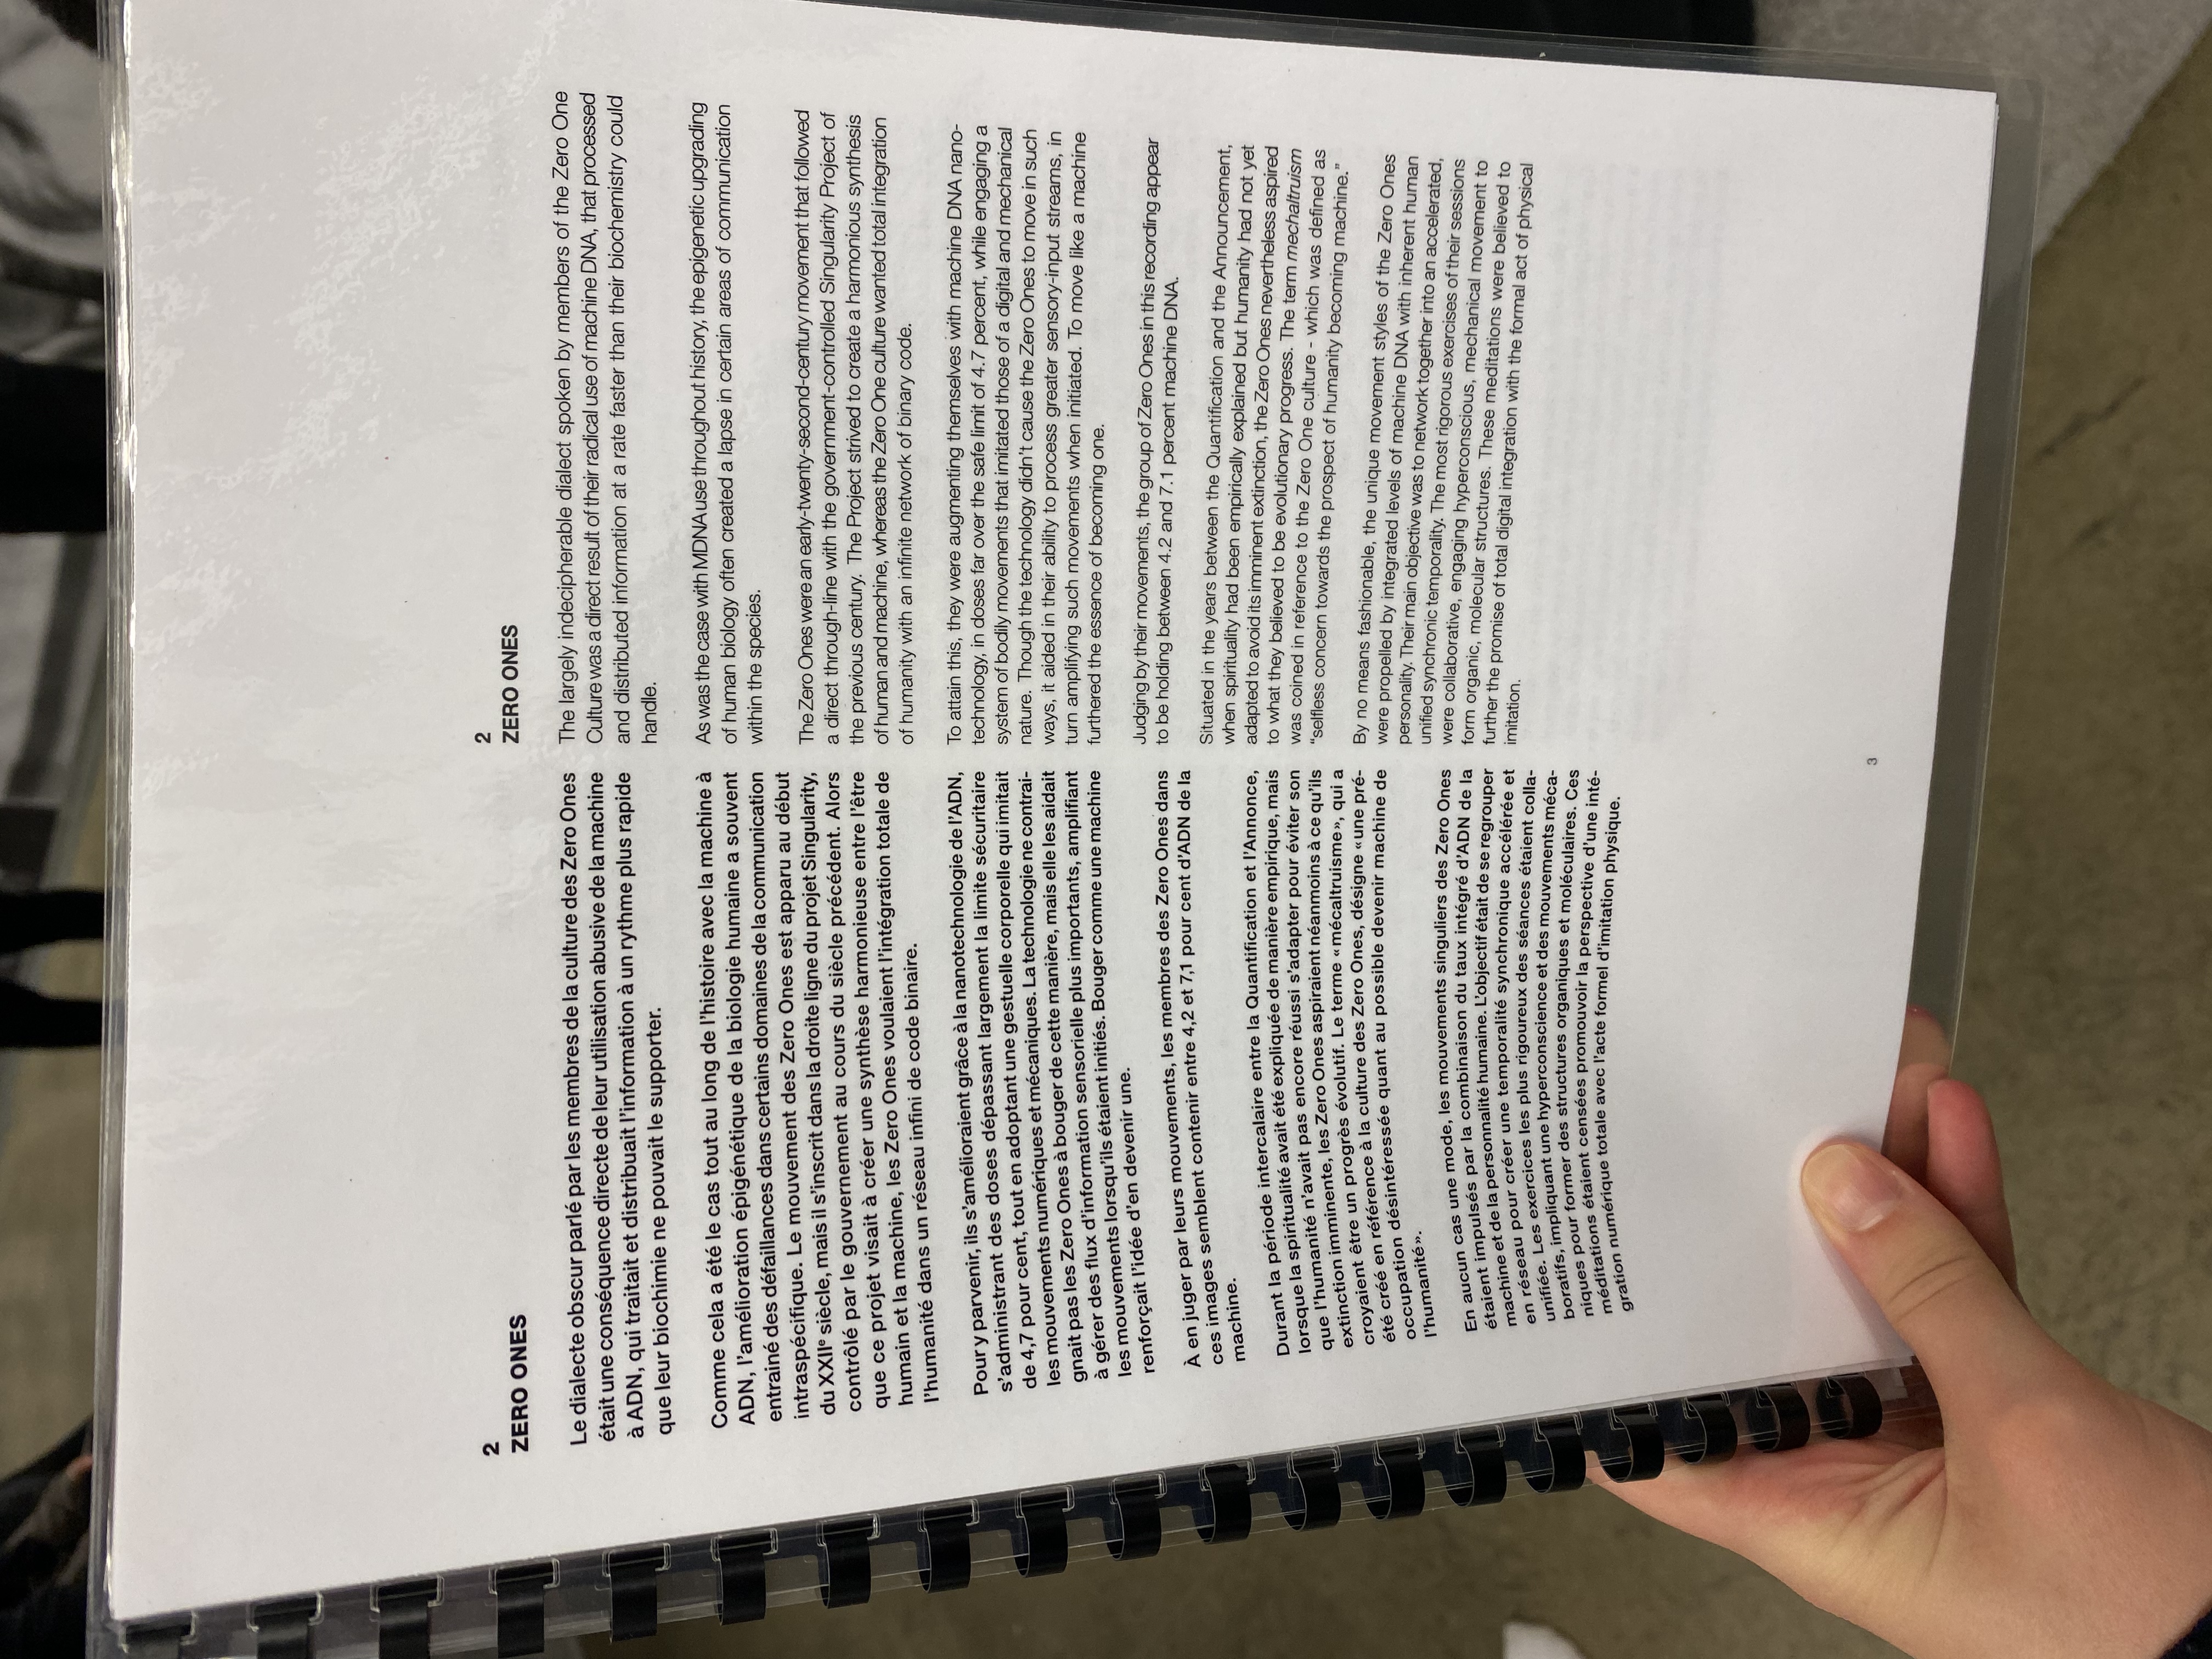 2
ZERO ONES
Le dialecte obscur parlé par les membres de la culture des Zero Ones
était une conséquence directe de leur utilisation abusive de la machine
à ADN, qui traitait et distribuait l'information à un rythme plus rapide
que leur biochimie ne pouvait le supporter.
Comme cela a été le cas tout au long de l'histoire avec la machine à
ADN, l'amélioration épigénétique de la biologie humaine a souvent
entrainé des défaillances dans certains domaines de la communication
intraspécifique. Le mouvement des Zero Ones est apparu au début
du XXIIe siècle, mais il s'inscrit dans la droite ligne du projet Singularity,
contrôlé par le gouvernement au cours du siècle précédent. Alors
que ce projet visait à créer une synthèse harmonieuse entre l'être
humain et la machine, les Zero Ones voulaient l'intégration totale de
l'humanité dans un réseau infini de code binaire.
Pour y parvenir, ils s'amélioraient grâce à la nanotechnologie de l'ADN,
s'administrant des doses dépassant largement la limite sécuritaire
de 4,7 pour cent, tout en adoptant une gestuelle corporelle qui imitait
les mouvements numériques et mécaniques. La technologie ne contrai-
gnait pas les Zero Ones à bouger de cette manière, mais elle les aidait
à gérer des flux d'information sensorielle plus importants, amplifiant
les mouvements lorsqu'ils étaient initiés. Bouger comme une machine
renforçait l'idée d'en devenir une.
À en juger par leurs mouvements, les membres des Zero Ones dans
ces images semblent contenir entre 4,2 et 7,1 pour cent d'ADN de la
machine.
Durant la période intercalaire entre la Quantification et l'Annonce,
lorsque la spiritualité avait été expliquée de manière empirique, mais
que l'humanité n'avait pas encore réussi s'adapter pour éviter son
extinction imminente, les Zero Ones aspiraient néanmoins à ce qu'ils
croyaient être un progrès évolutif. Le terme «mécaltruisme», qui a
été créé en référence à la culture des Zero Ones, désigne «une pré-
occupation désintéressée quant au possible devenir machine de
l'humanité».
En aucun cas une mode, les mouvements singuliers des Zero Ones
étaient impulsés par la combinaison du taux intégré d'ADN de la
machine et de la personnalité humaine. L'objectif était de se regrouper
en réseau pour créer une temporalité synchronique accélérée et
unifiée. Les exercices les plus rigoureux des séances étaient colla-
boratifs, impliquant une hyperconscience et des mouvements méca-
niques pour former des structures organiques et moléculaires. Ces
méditations étaient censées promouvoir la perspective d'une inté-
gration numérique totale avec l'acte formel d'imitation physique.
2
ZERO ONES
The largely indecipherable dialect spoken by members of the Zero One
Culture was a direct result of their radical use of machine DNA, that processed
and distributed information at a rate faster than their biochemistry could
handle.
As was the case with MDNA use throughout history, the epigenetic upgrading
of human biology often created a lapse in certain areas of communication
within the species.
The Zero Ones were an early-twenty-second-century movement that followed
a direct through-line with the government-controlled Singularity Project of
the previous century. The Project strived to create a harmonious synthesis
of human and machine, whereas the Zero One culture wanted total integration
of humanity with an infinite network of binary code.
To attain this, they were augmenting themselves with machine DNA nano-
technology, in doses far over the safe limit of 4.7 percent, while engaging a
system of bodily movements that imitated those of a digital and mechanical
nature. Though the technology didn't cause the Zero Ones to move in such
ways, it aided in their ability to process greater sensory-input streams, in
turn amplifying such movements when initiated. To move like a machine
furthered the essence of becoming one.
Judging by their movements, the group of Zero Ones in this recording appear
to be holding between 4.2 and 7.1 percent machine DNA.
Situated in the years between the Quantification and the Announcement,
when spirituality had been empirically explained but humanity had not yet
adapted to avoid its imminent extinction, the Zero Ones nevertheless aspired
to what they believed to be evolutionary progress. The term mechaltruism
was coined in reference to the Zero One culture - which was defined as
“selfless concern towards the prospect of humanity becoming machine.”
By no means fashionable, the unique movement styles of the Zero Ones
were propelled by integrated levels of machine DNA with inherent human
personality. Their main objective was to network together into an accelerated,
unified synchronic temporality. The most rigorous exercises of their sessions
were collaborative, engaging hyperconscious, mechanical movement to
form organic, molecular structures. These meditations were believed to
further the promise of total digital integration with the formal act of physical
imitation.
3